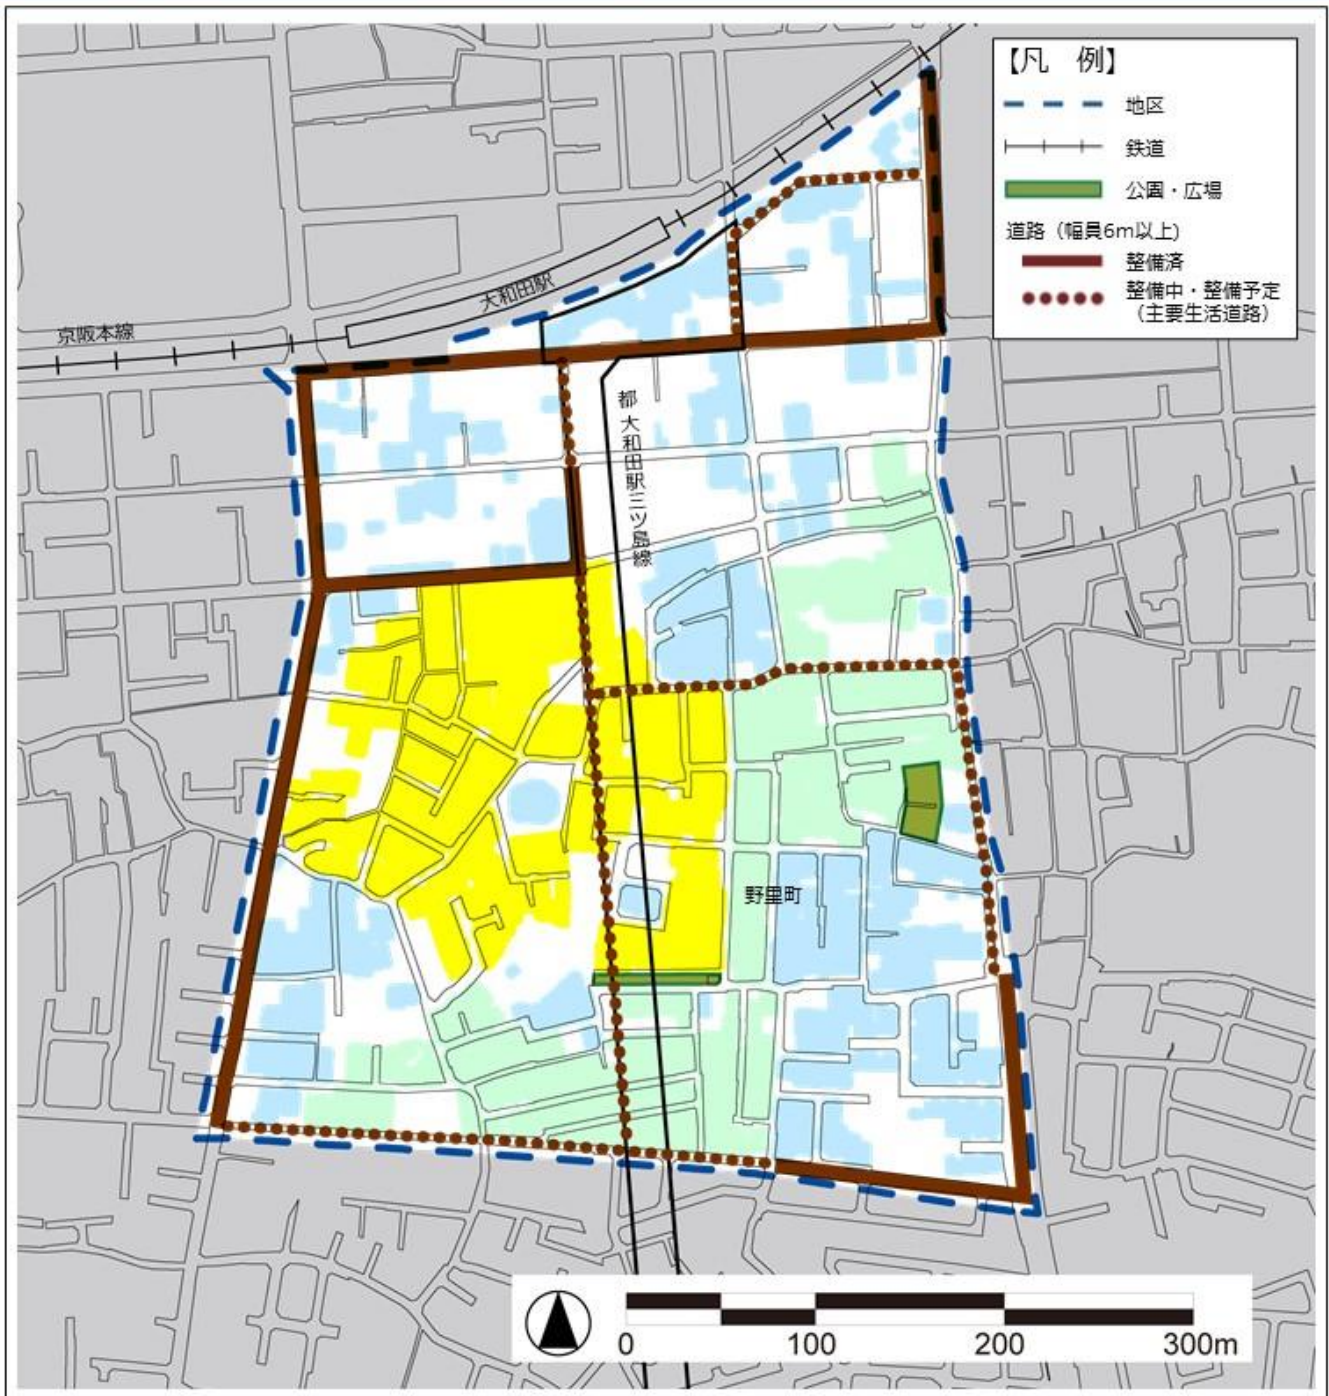 【凡　例】
地区
鉄道
公園・広場
道路（幅員6m以上)
整備済
整備中・整備予定
（主要生活道路）
大和田駅
京阪本線
都 大和田駅三ツ島線
野里町
0 100 200 300m